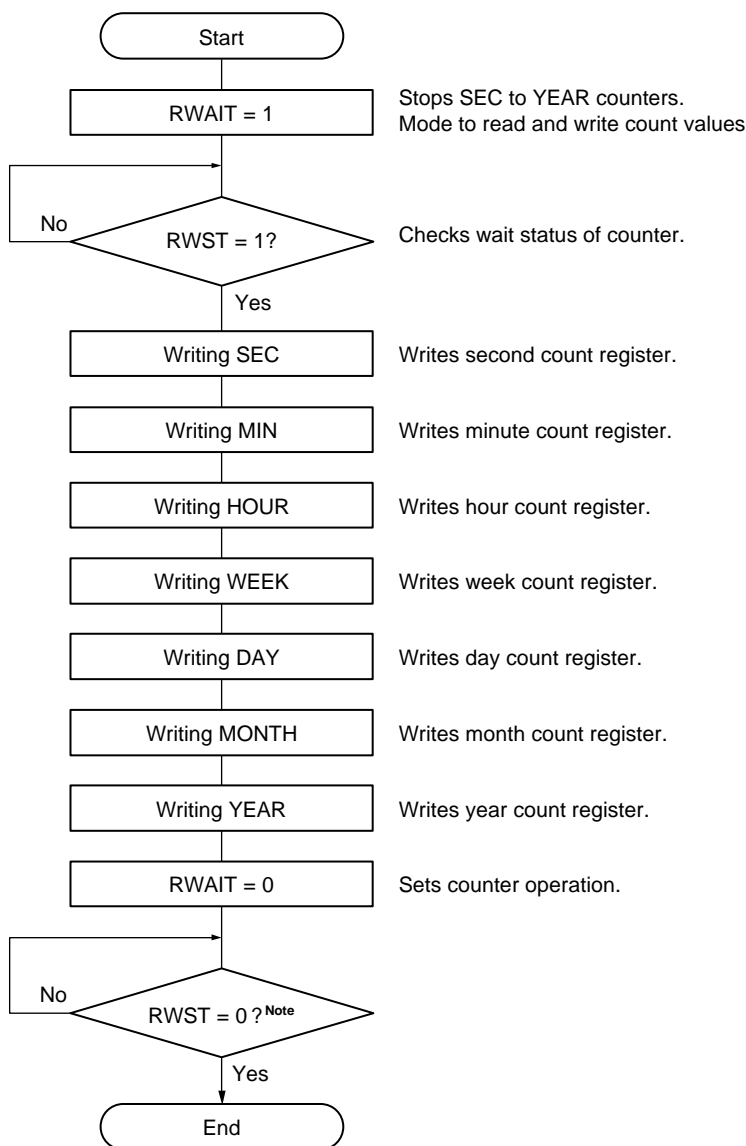 Start
RWAIT = 1
Stops SEC to YEAR counters.
Mode to read and write count values
No
RWST = 1?
Checks wait status of counter.
Yes
Writing SEC
Writes second count register.
Writing MIN
Writes minute count register.
Writing HOUR
Writes hour count register.
Writing WEEK
Writes week count register.
Writing DAY
Writes day count register.
Writing MONTH
Writes month count register.
Writing YEAR
Writes year count register.
RWAIT = 0
Sets counter operation.
No
RWST = 0 ? Note
Yes
End